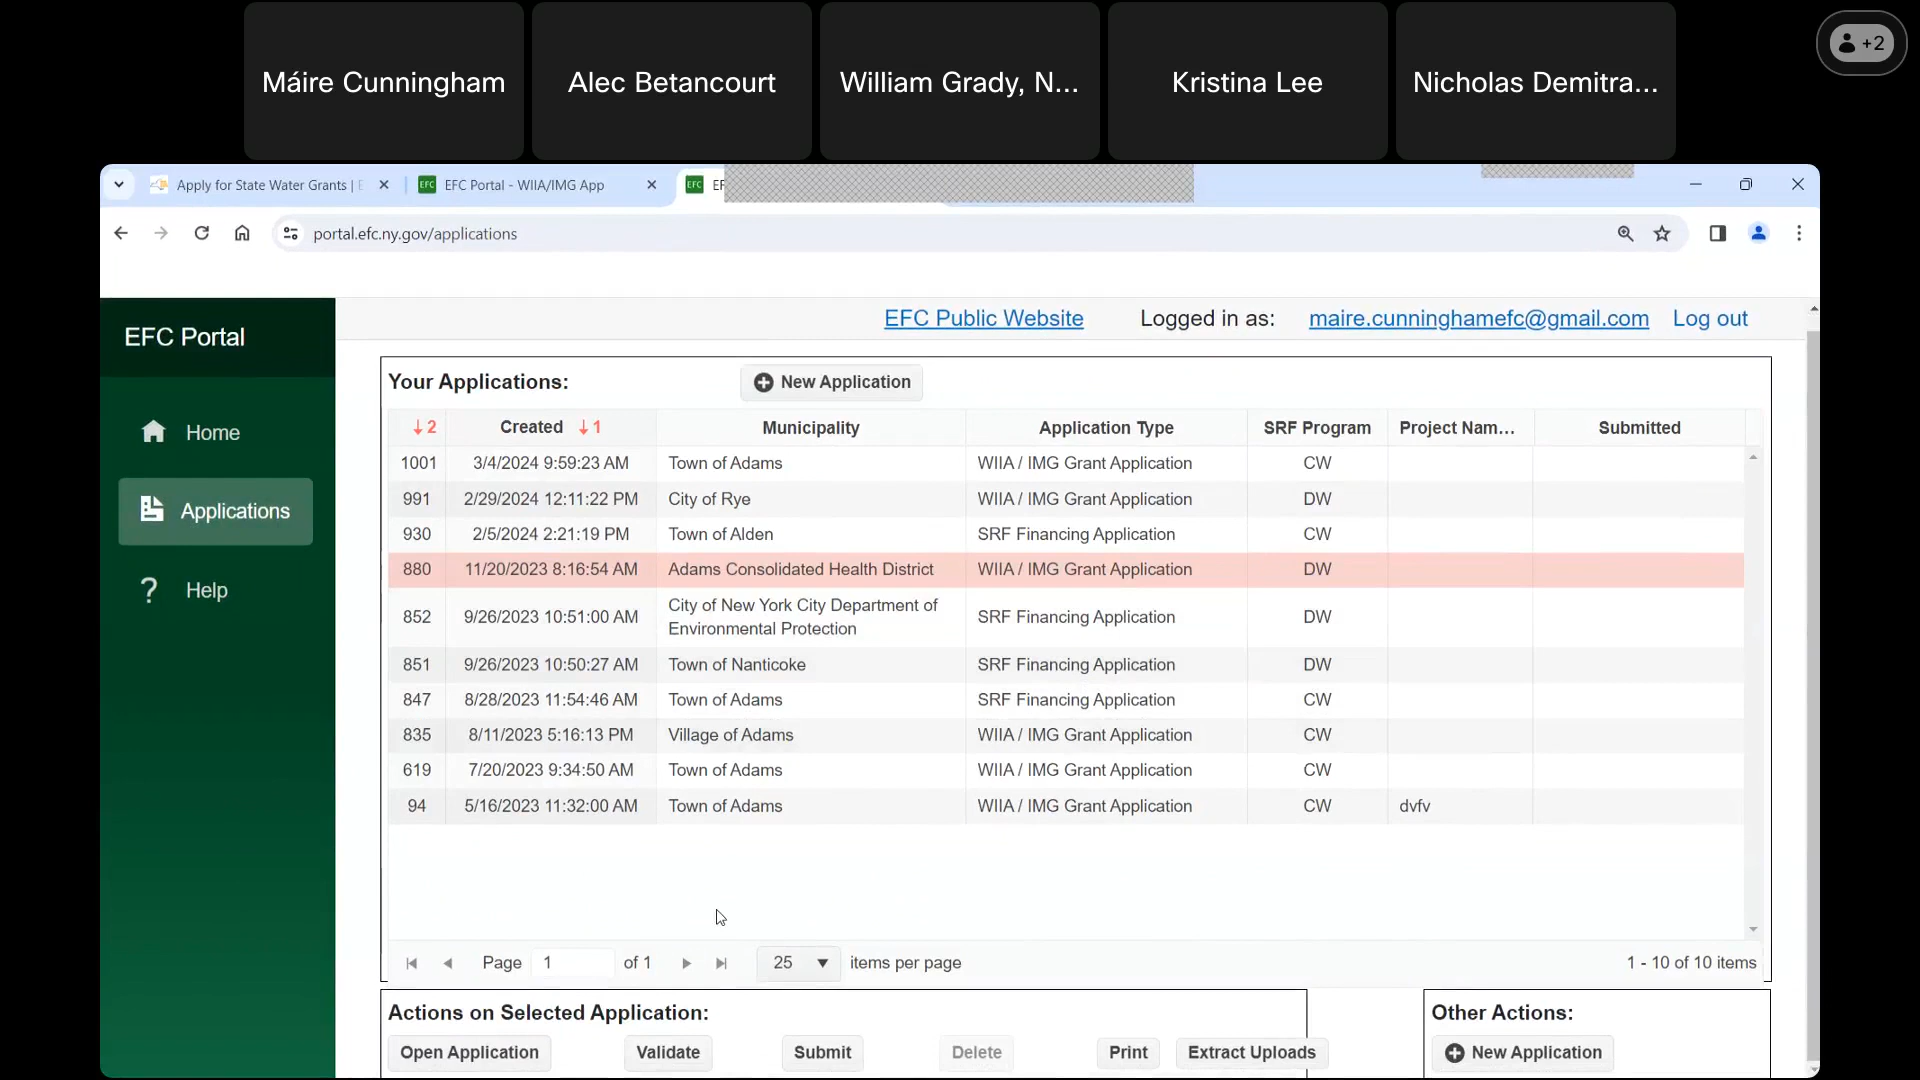 Máire Cunningham
Alec Betancourt
William Grady, N...
Kristina Lee
Nicholas Demitra...
+2
Apply for State Water Grants | E
EFC Portal - WIIA/IMG App
portal.efc.ny.gov/applications
EFC Portal
EFC Public Website
Logged in as:
maire.cunninghamefc@gmail.com
Log out
Home
Applications
Help
Your Applications:
New Application
2 Created 1 Municipality Application Type SRF Program Project Nam... Submitted
1001 3/4/2024 9:59:23 AM Town of Adams WIIA / IMG Grant Application CW
991 2/29/2024 12:11:22 PM City of Rye WIIA / IMG Grant Application DW
930 2/5/2024 2:21:19 PM Town of Alden SRF Financing Application CW
880 11/20/2023 8:16:54 AM Adams Consolidated Health District WIIA / IMG Grant Application DW
852 9/26/2023 10:51:00 AM City of New York City Department of Environmental Protection SRF Financing Application DW
851 9/26/2023 10:50:27 AM Town of Nanticoke SRF Financing Application DW
847 8/28/2023 11:54:46 AM Town of Adams SRF Financing Application CW
835 8/11/2023 5:16:13 PM Village of Adams WIIA / IMG Grant Application CW
619 7/20/2023 9:34:50 AM Town of Adams WIIA / IMG Grant Application CW
94 5/16/2023 11:32:00 AM Town of Adams WIIA / IMG Grant Application CW dvfv
Page 1 of 1 25 items per page 1 - 10 of 10 items
Actions on Selected Application:
Open Application Validate Submit Delete Print Extract Uploads
Other Actions:
New Application